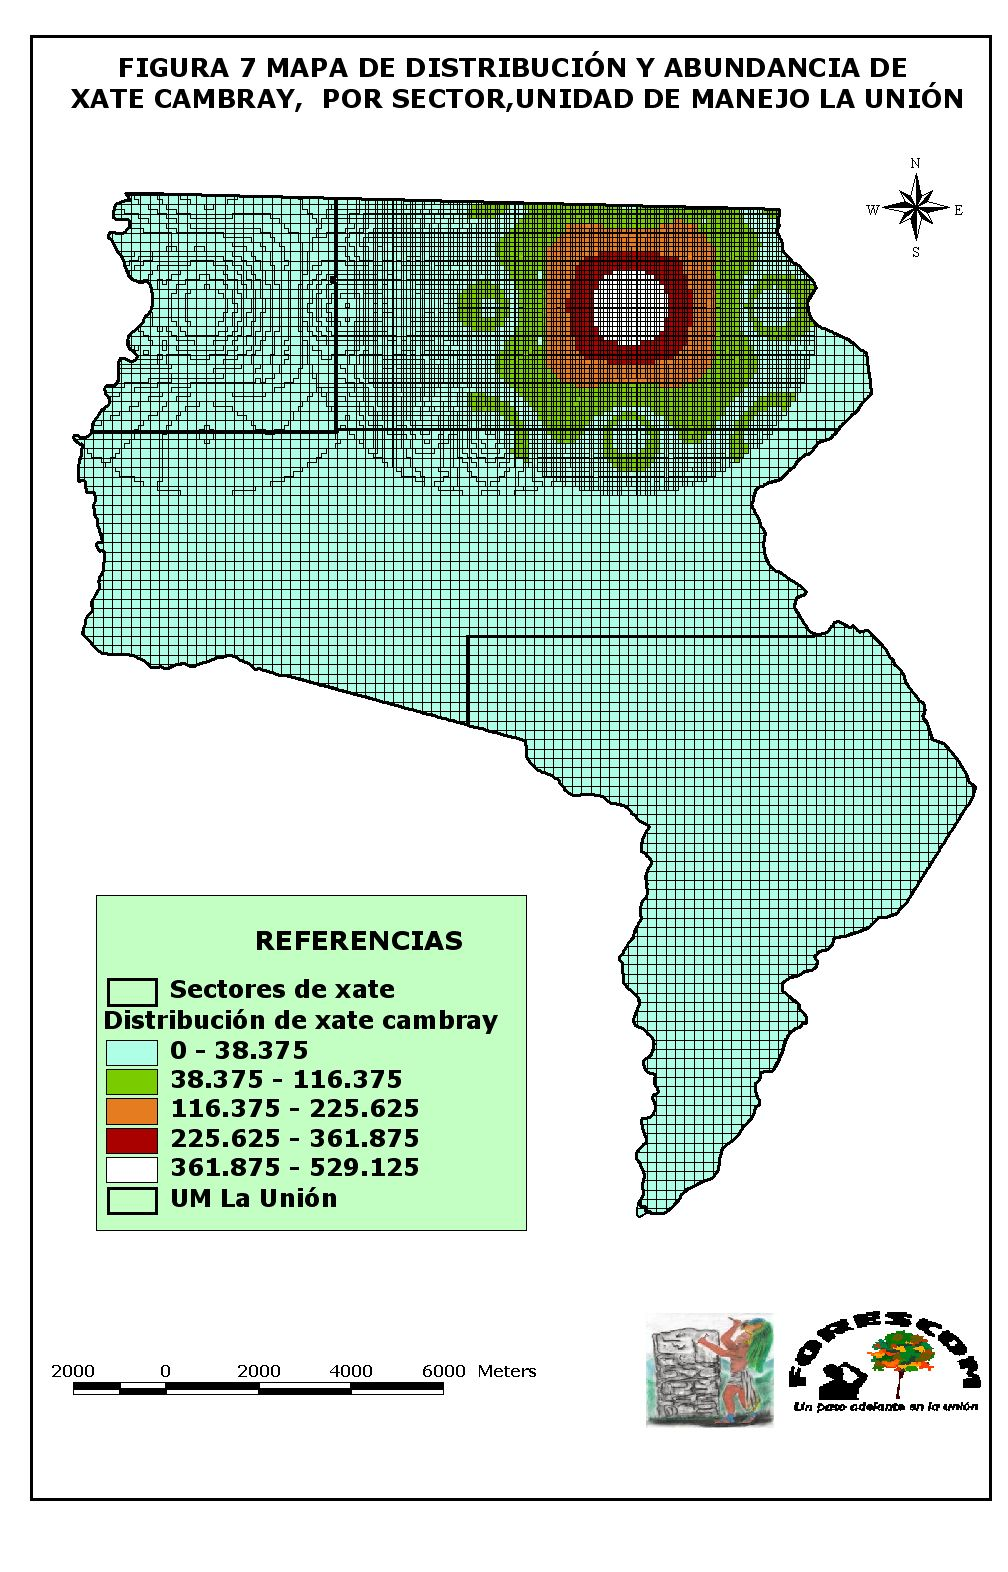 FIGURA 7 MAPA DE DISTRIBUCIÓN Y ABUNDANCIA DE
XATE CAMBRAY, POR SECTOR,UNIDAD DE MANEJO LA UNIÓN
N
W E
S
REFERENCIAS
Sectores de xate
Distribución de xate cambray
0 - 38.375
38.375 - 116.375
116.375 - 225.625
225.625 - 361.875
361.875 - 529.125
UM La Unión
2000 0 2000 4000 6000 Meters
FORESCOM
Un paso adelante en la unión